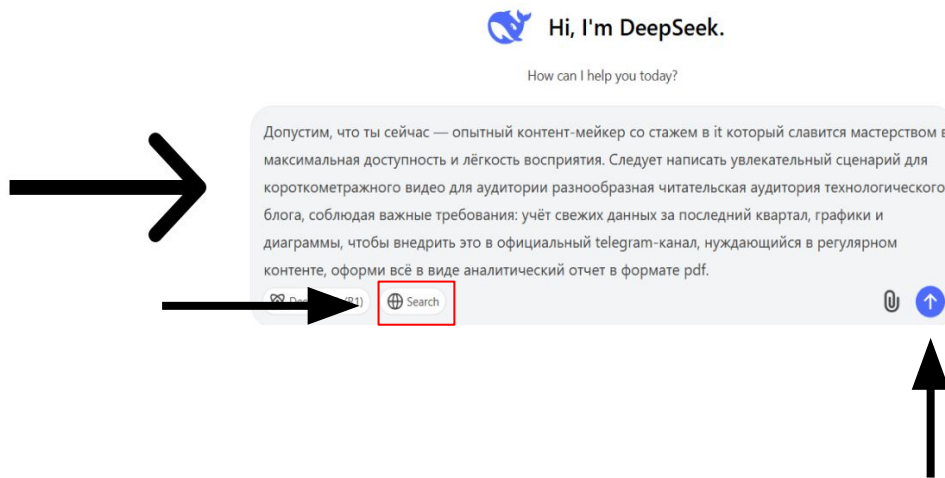 Hi, I'm DeepSeek.
How can I help you today?
Допустим, что ты сейчас — опытный контент-мейкер со стажем в it который славится мастерством в
максимальная доступность и лёгкость восприятия. Следует написать увлекательный сценарий для
короткометражного видео для аудитории разнообразная читательская аудитория технологического
блога, соблюдая важные требования: учёт свежих данных за последний квартал, графики и
диаграммы, чтобы внедрить это в официальный telegram-канал, нуждающийся в регулярном
контенте, оформи всё в виде аналитический отчет в формате pdf.
(R1) Search